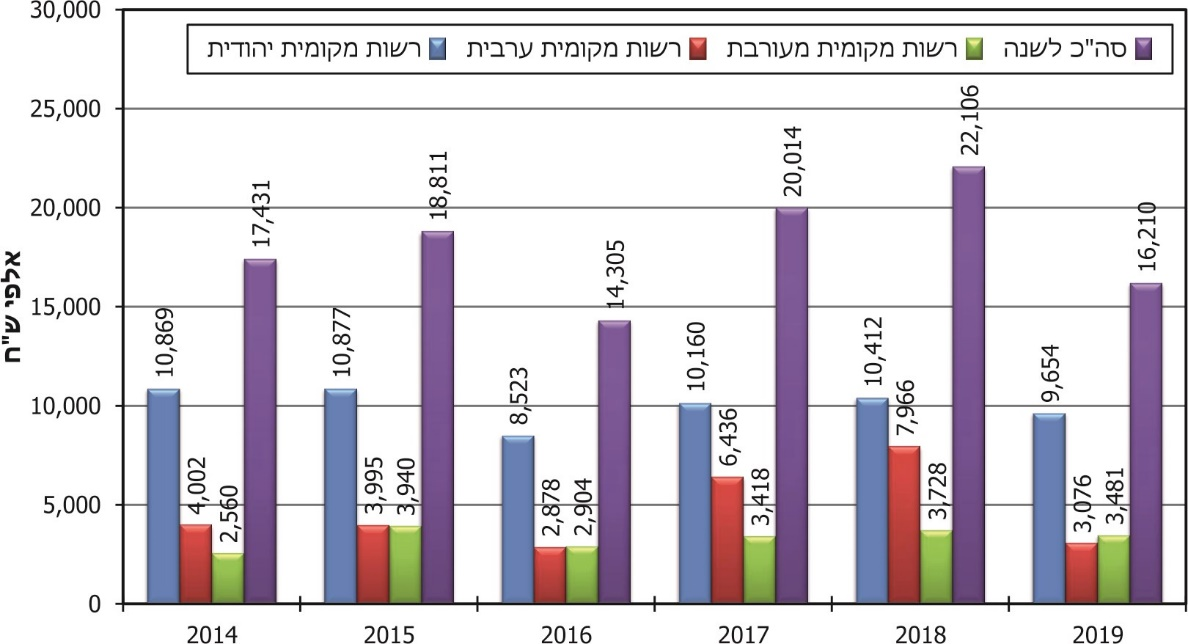 30,000
25,000
20,000
15,000
10,000
5,000
0
אלפי ש"ח
רשות מקומית יהודית רשות מקומית ערבית רשות מקומית מעורבת סה"כ לשנה
10,869 4,002 2,560 17,431
10,877 3,995 3,940 18,811
8,523 2,878 2,904 14,305
10,160 6,436 3,418 20,014
10,412 7,966 3,728 22,106
9,654 3,076 3,481 16,210
2014 2015 2016 2017 2018 2019